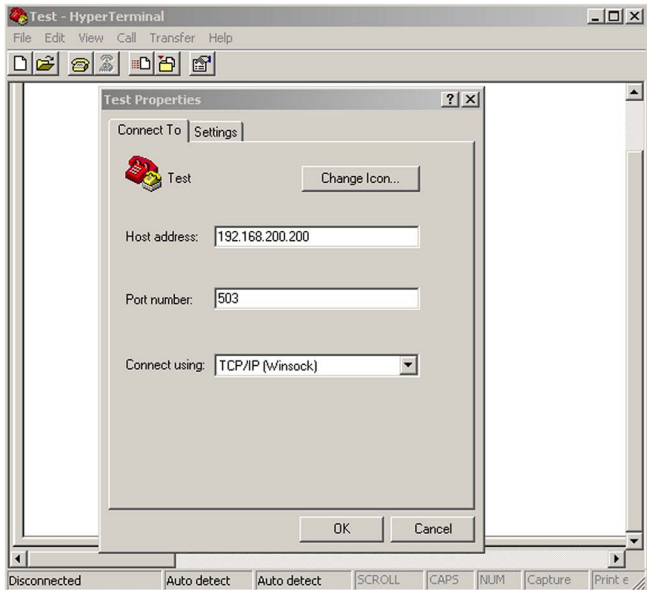 Test - HyperTerminal
File Edit View Call Transfer Help
Test Properties
Connect To Settings
Test Change Icon...
Host address: 192.168.200.200
Port number: 503
Connect using: TCP/IP (Winsock)
OK Cancel
Disconnected Auto detect Auto detect SCROLL CAPS NUM Capture Print e